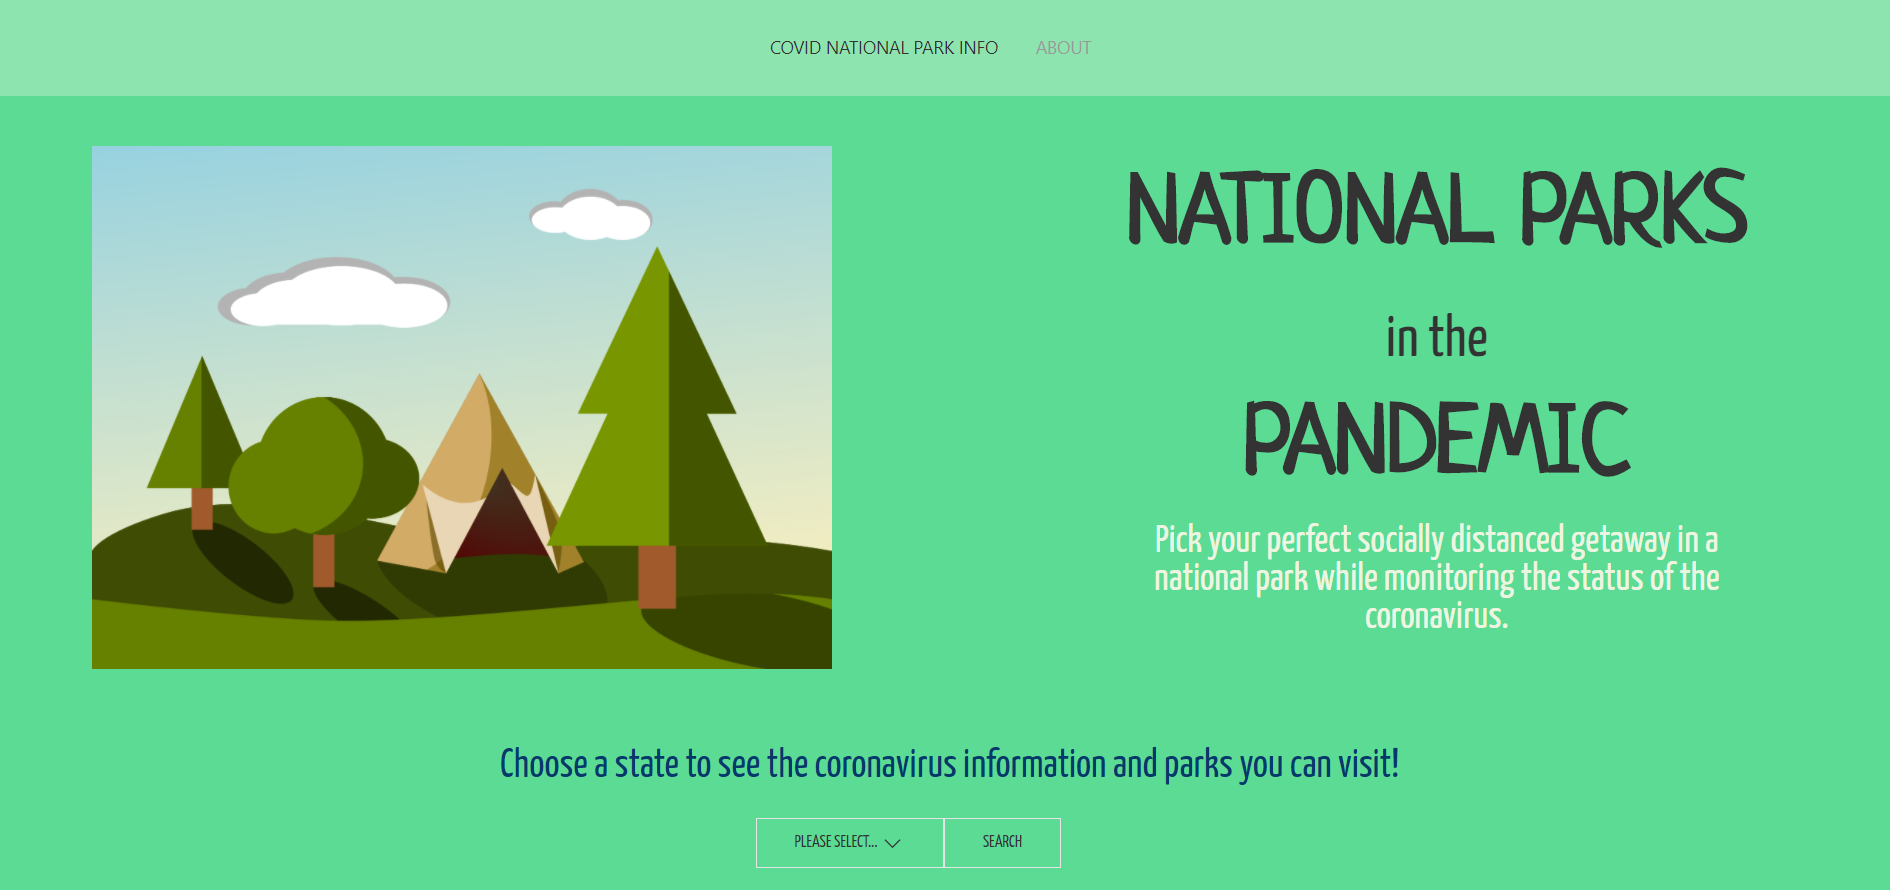 COVID NATIONAL PARK INFO ABOUT
NATIONAL PARKS
in the
PANDEMIC
Pick your perfect socially distanced getaway in a
national park while monitoring the status of the
coronavirus.
Choose a state to see the coronavirus information and parks you can visit!
PLEASE SELECT... SEARCH